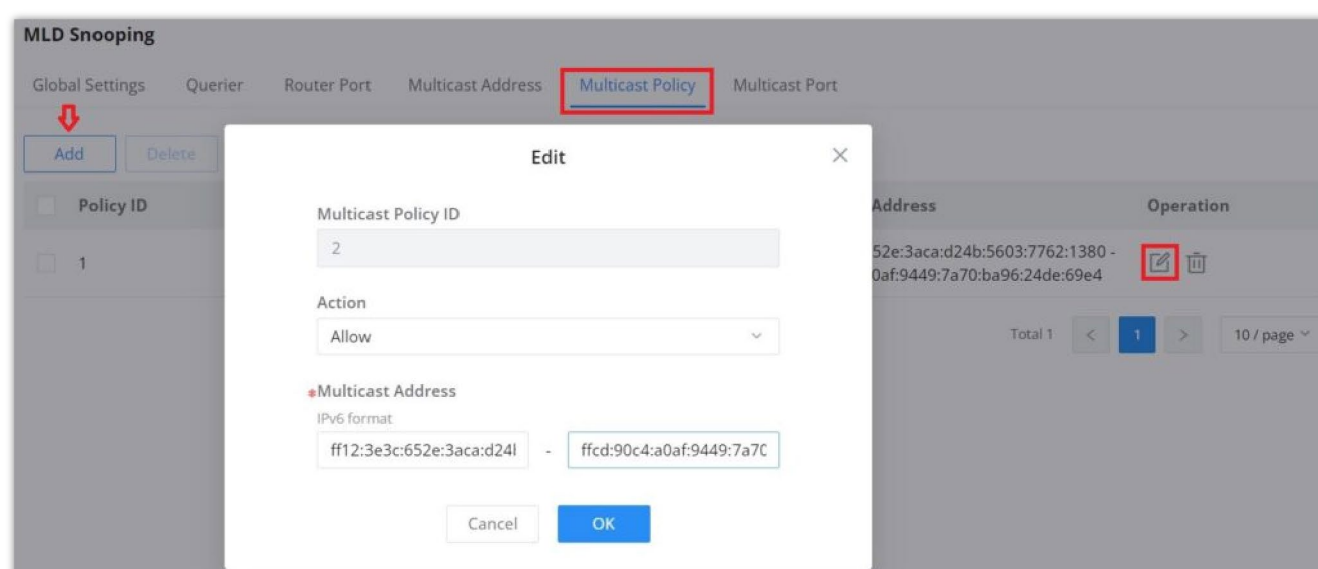 MLD Snooping
Global Settings Querier Router Port Multicast Address Multicast Policy Multicast Port
Add Delete
Edit
Policy ID Address Operation
Multicast Policy ID
2
1 52e:3aca:d24b:5603:7762:1380 -
0af:9449:7a70:ba96:24de:69e4
Action
Allow
Total 1 < 1 > 10 / page
*Multicast Address
IPv6 format
ff12:3e3c:652e:3aca:d24l - ffcd:90c4:a0af:9449:7a70
Cancel OK